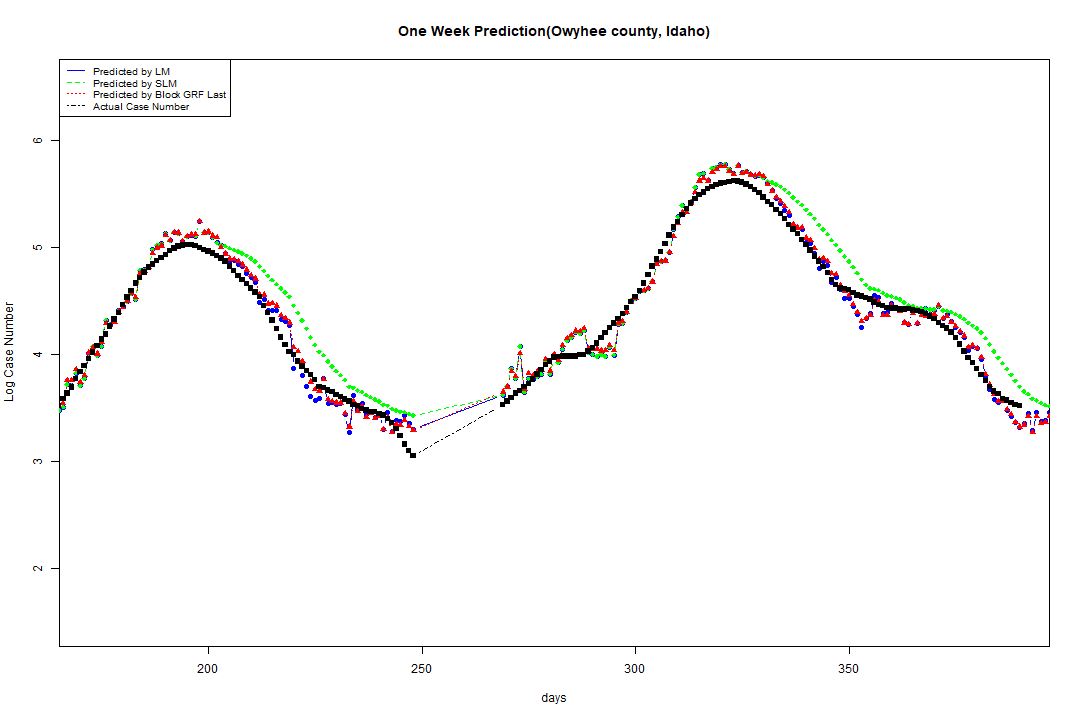 One Week Prediction(Owyhee county, Idaho)
Predicted by LM
Predicted by SLM
Predicted by Block GRF Last
Actual Case Number
6
5
4
3
2
Log Case Number
200 250 300 350
days